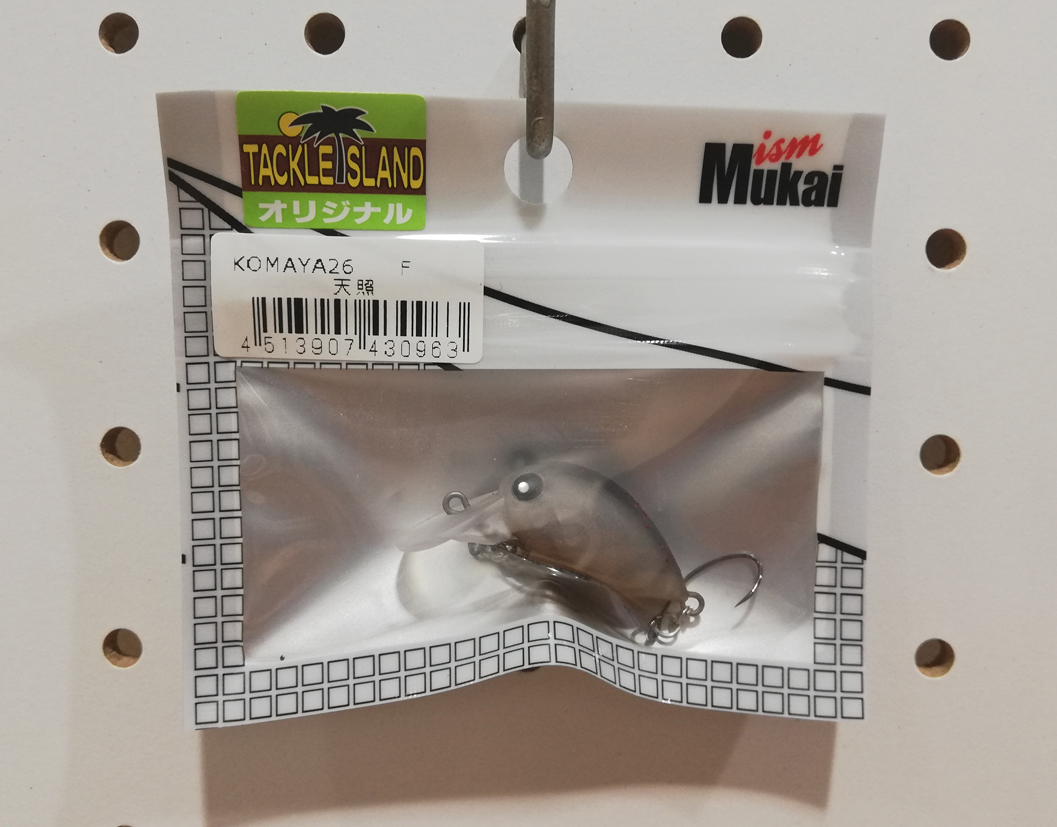 TACKLE ISLAND
オリジナル
ism
Mukai
KOMAYA26 F
天照
4 513907 430963